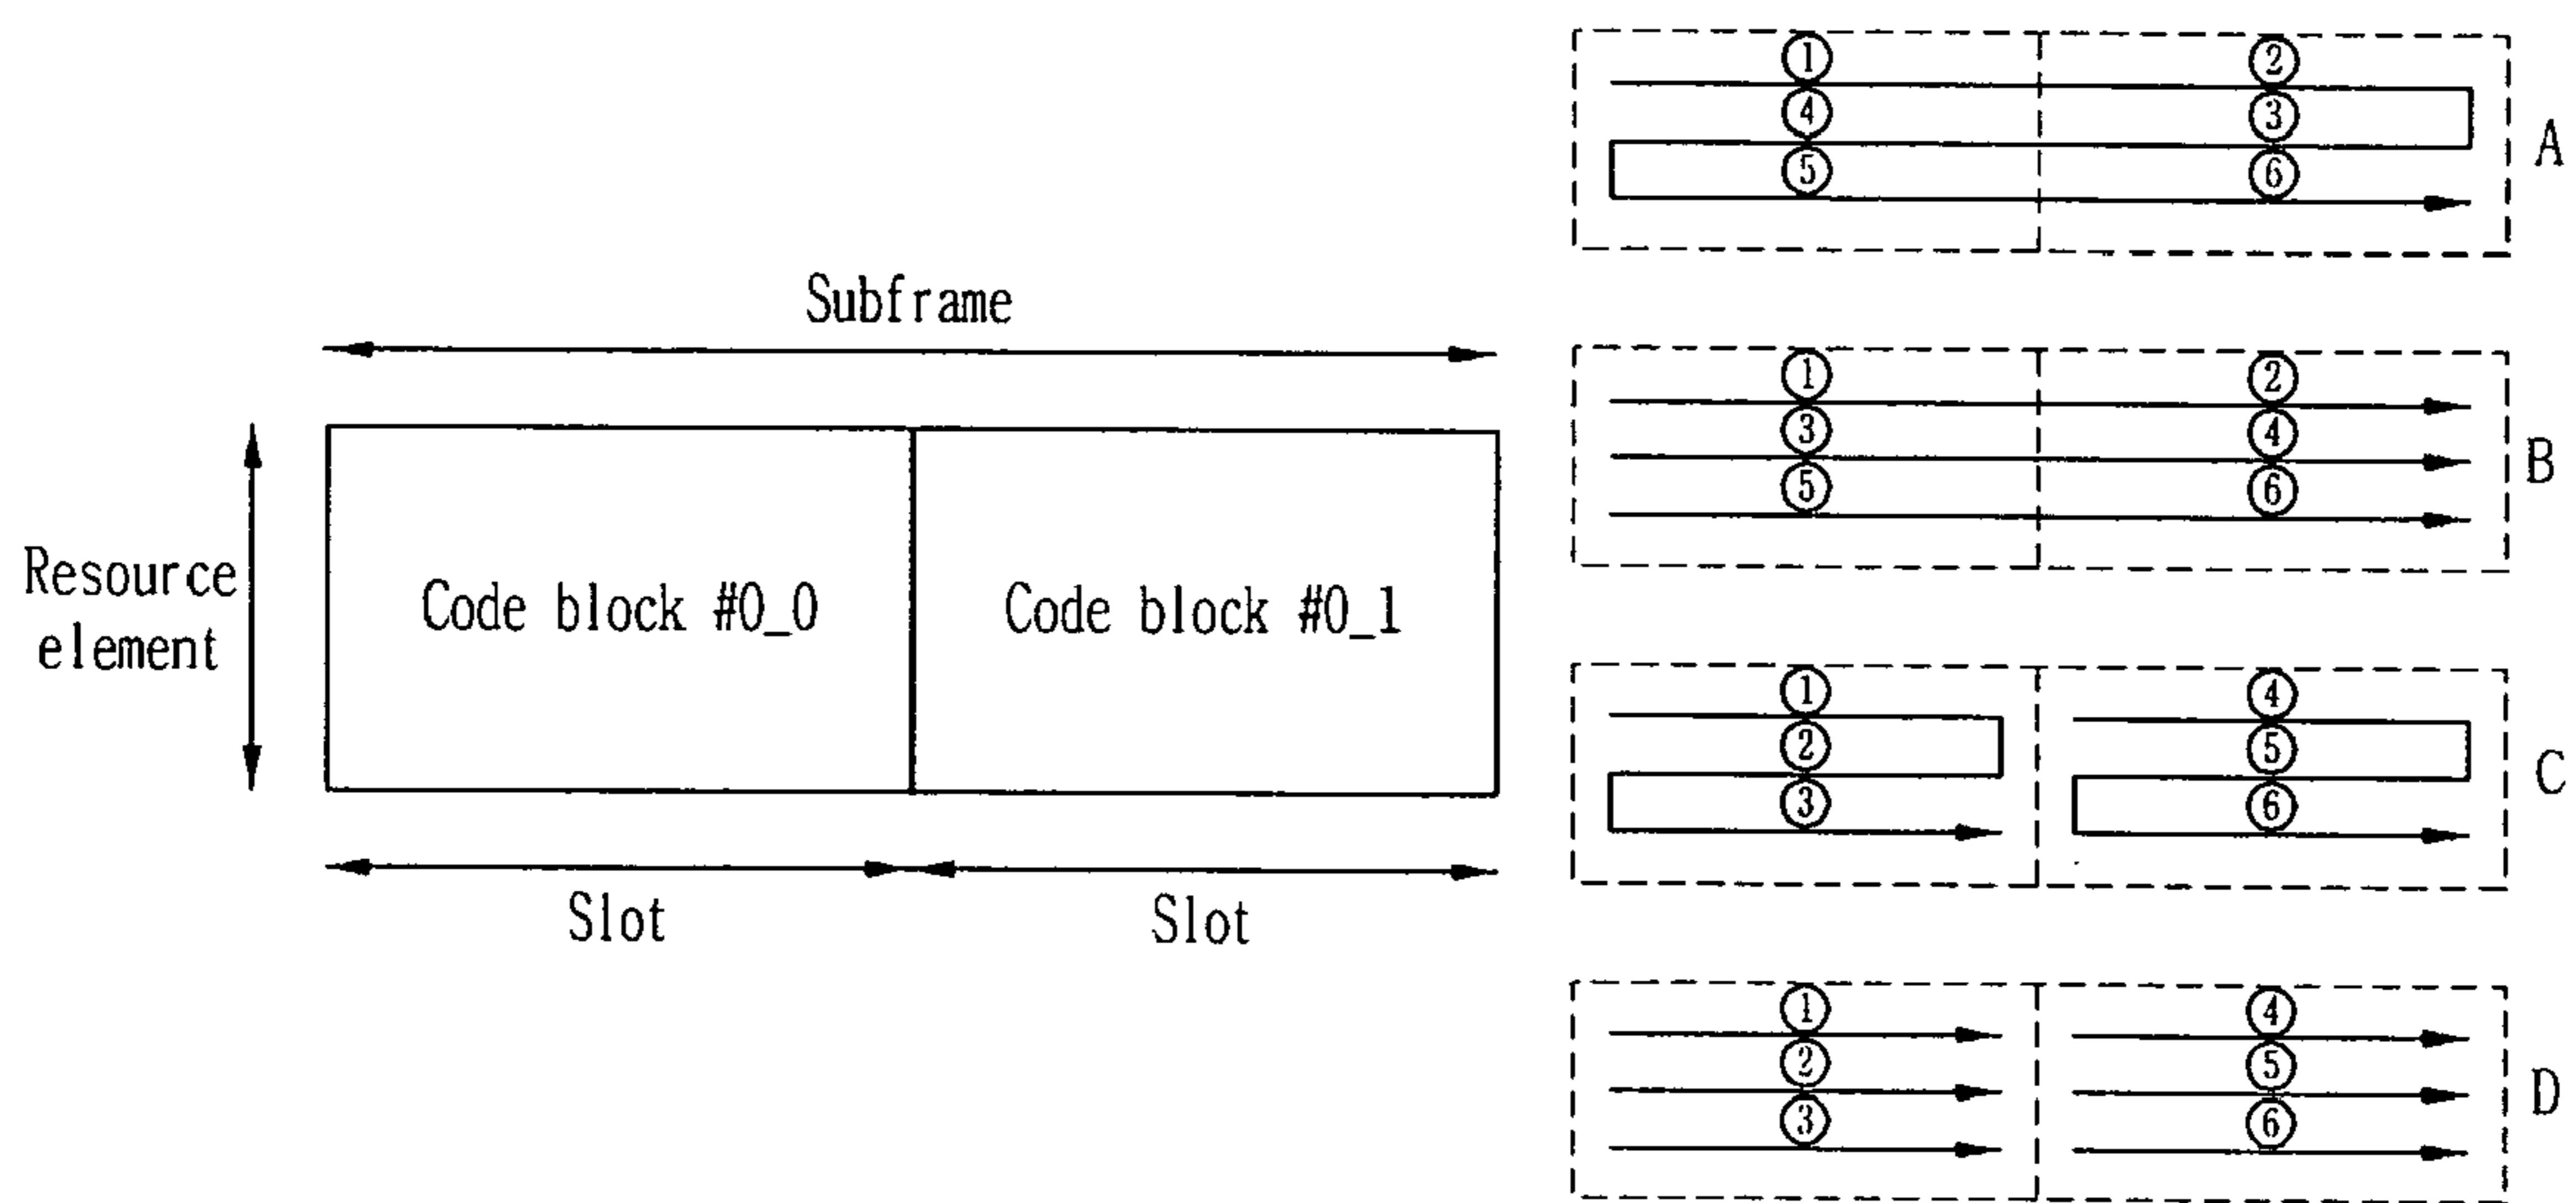 Subframe
Resource
element
Code block #0_0
Code block #0_1
Slot
Slot
① ②
④ ③
⑤ ⑥
A
① ②
③ ④
⑤ ⑥
B
① ④
② ⑤
③ ⑥
C
① ④
② ⑤
③ ⑥
D